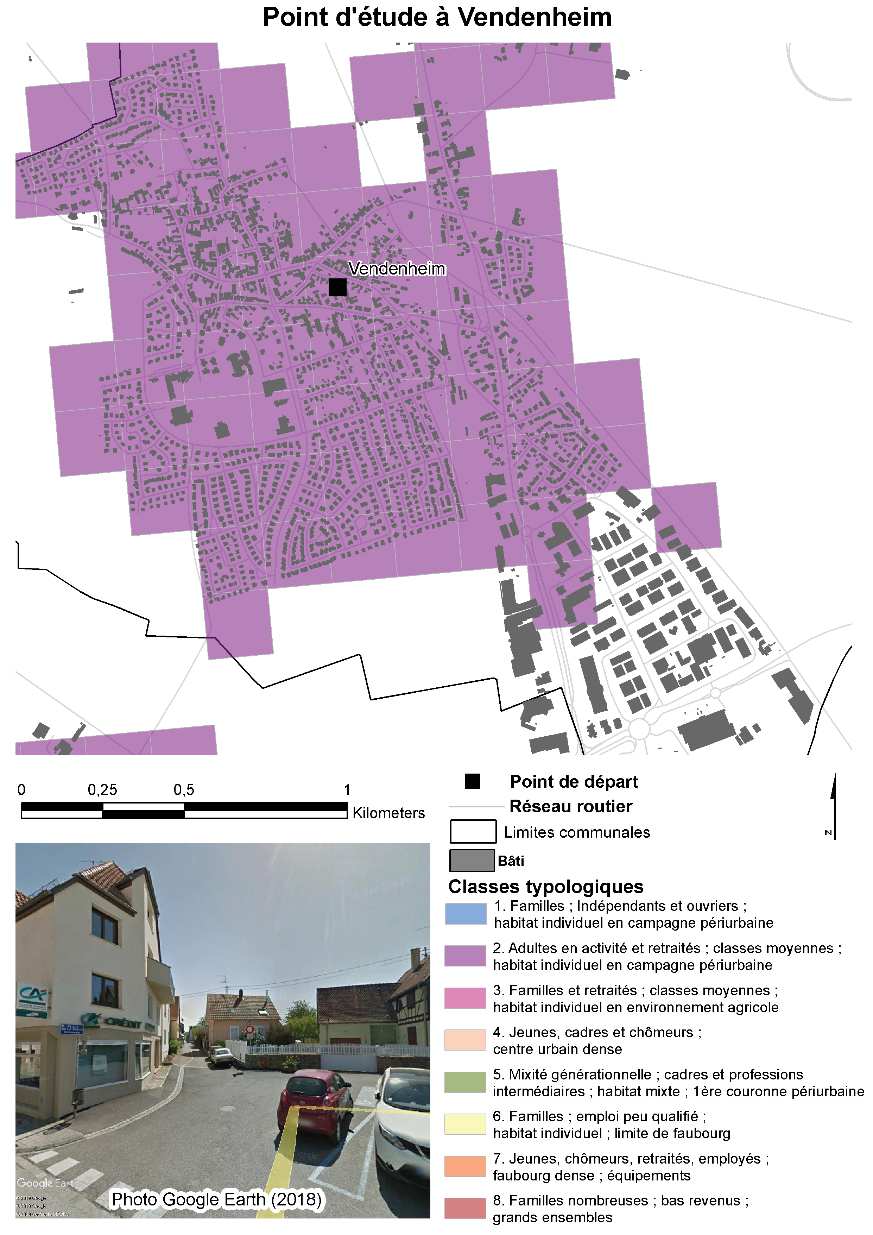 Point d'étude à Vendenheim
Vendenheim
0 0,25 0,5 1
Kilometers
Point de départ
Réseau routier
Limites communales
Bâti
N
Classes typologiques
1. Familles ; Indépendants et ouvriers ;
habitat individuel en campagne périurbaine
2. Adultes en activité et retraités ; classes moyennes ;
habitat individuel en campagne périurbaine
3. Familles et retraités ; classes moyennes ;
habitat individuel en environnement agricole
4. Jeunes, cadres et chômeurs ;
centre urbain dense
5. Mixité générationnelle ; cadres et professions
intermédiaires ; habitat mixte ; 1ère couronne périurbaine
6. Familles ; emploi peu qualifié ;
habitat individuel ; limite de faubourg
7. Jeunes, chômeurs, retraités, employés ;
faubourg dense ; équipements
8. Familles nombreuses ; bas revenus ;
grands ensembles
CA
CRÉDIT
Google Eart
Photo Google Earth (2018)